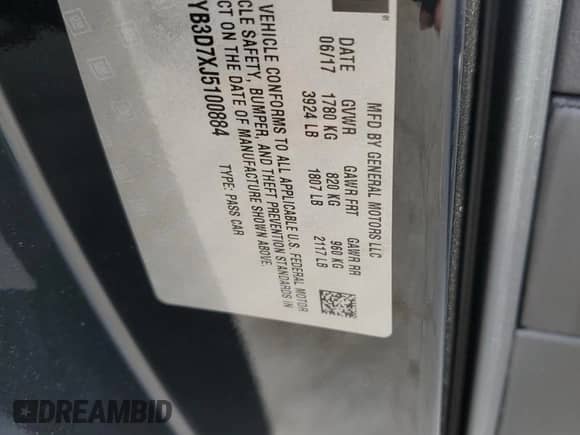 MFD BY GENERAL MOTORS LLC
DATE GVWR GAWR FRT GAWR RR
06/17 1780 KG 820 KG 960 KG
3924 LB 1807 LB 2117 LB
VEHICLE CONFORMS TO ALL APPLICABLE U.S. FEDERAL MOTOR
CLE SAFETY, BUMPER, AND THEFT PREVENTION STANDARDS IN
CT ON THE DATE OF MANUFACTURE SHOWN ABOVE.
YB3D7XJ5100884 TYPE: PASS CAR
DREAMBID